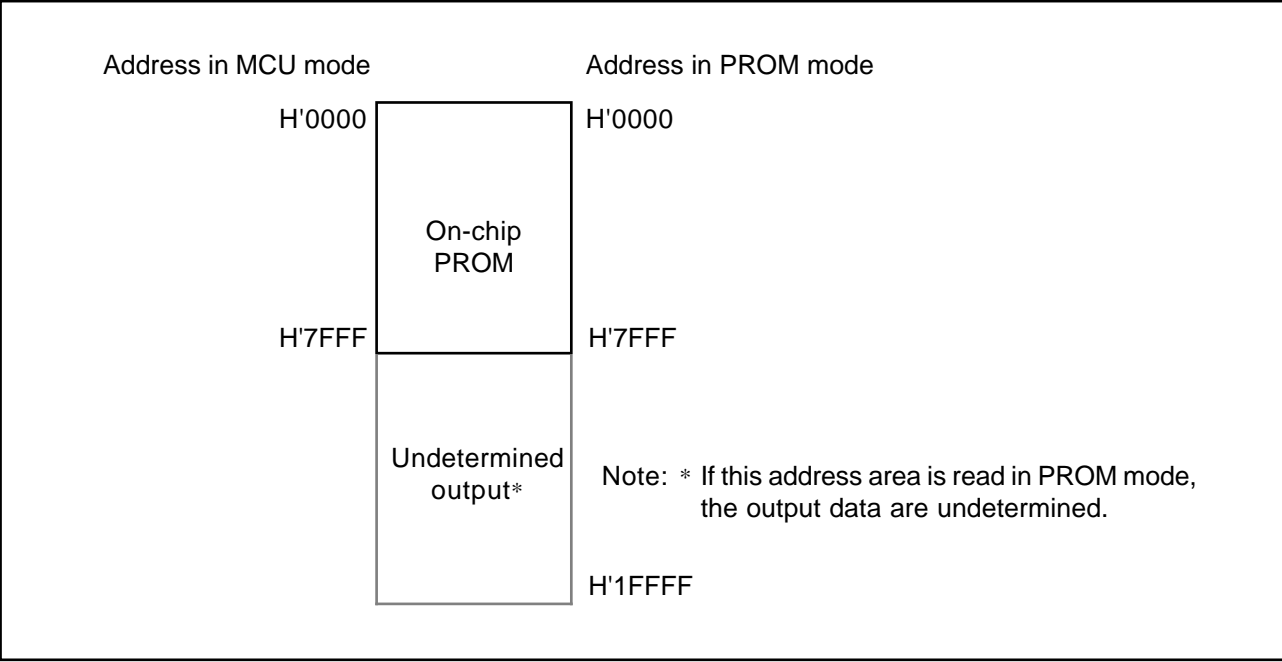 Address in MCU mode
Address in PROM mode
H'0000
H'0000
On-chip
PROM
H'7FFF
H'7FFF
Undetermined
output*
Note: * If this address area is read in PROM mode,
the output data are undetermined.
H'1FFFF